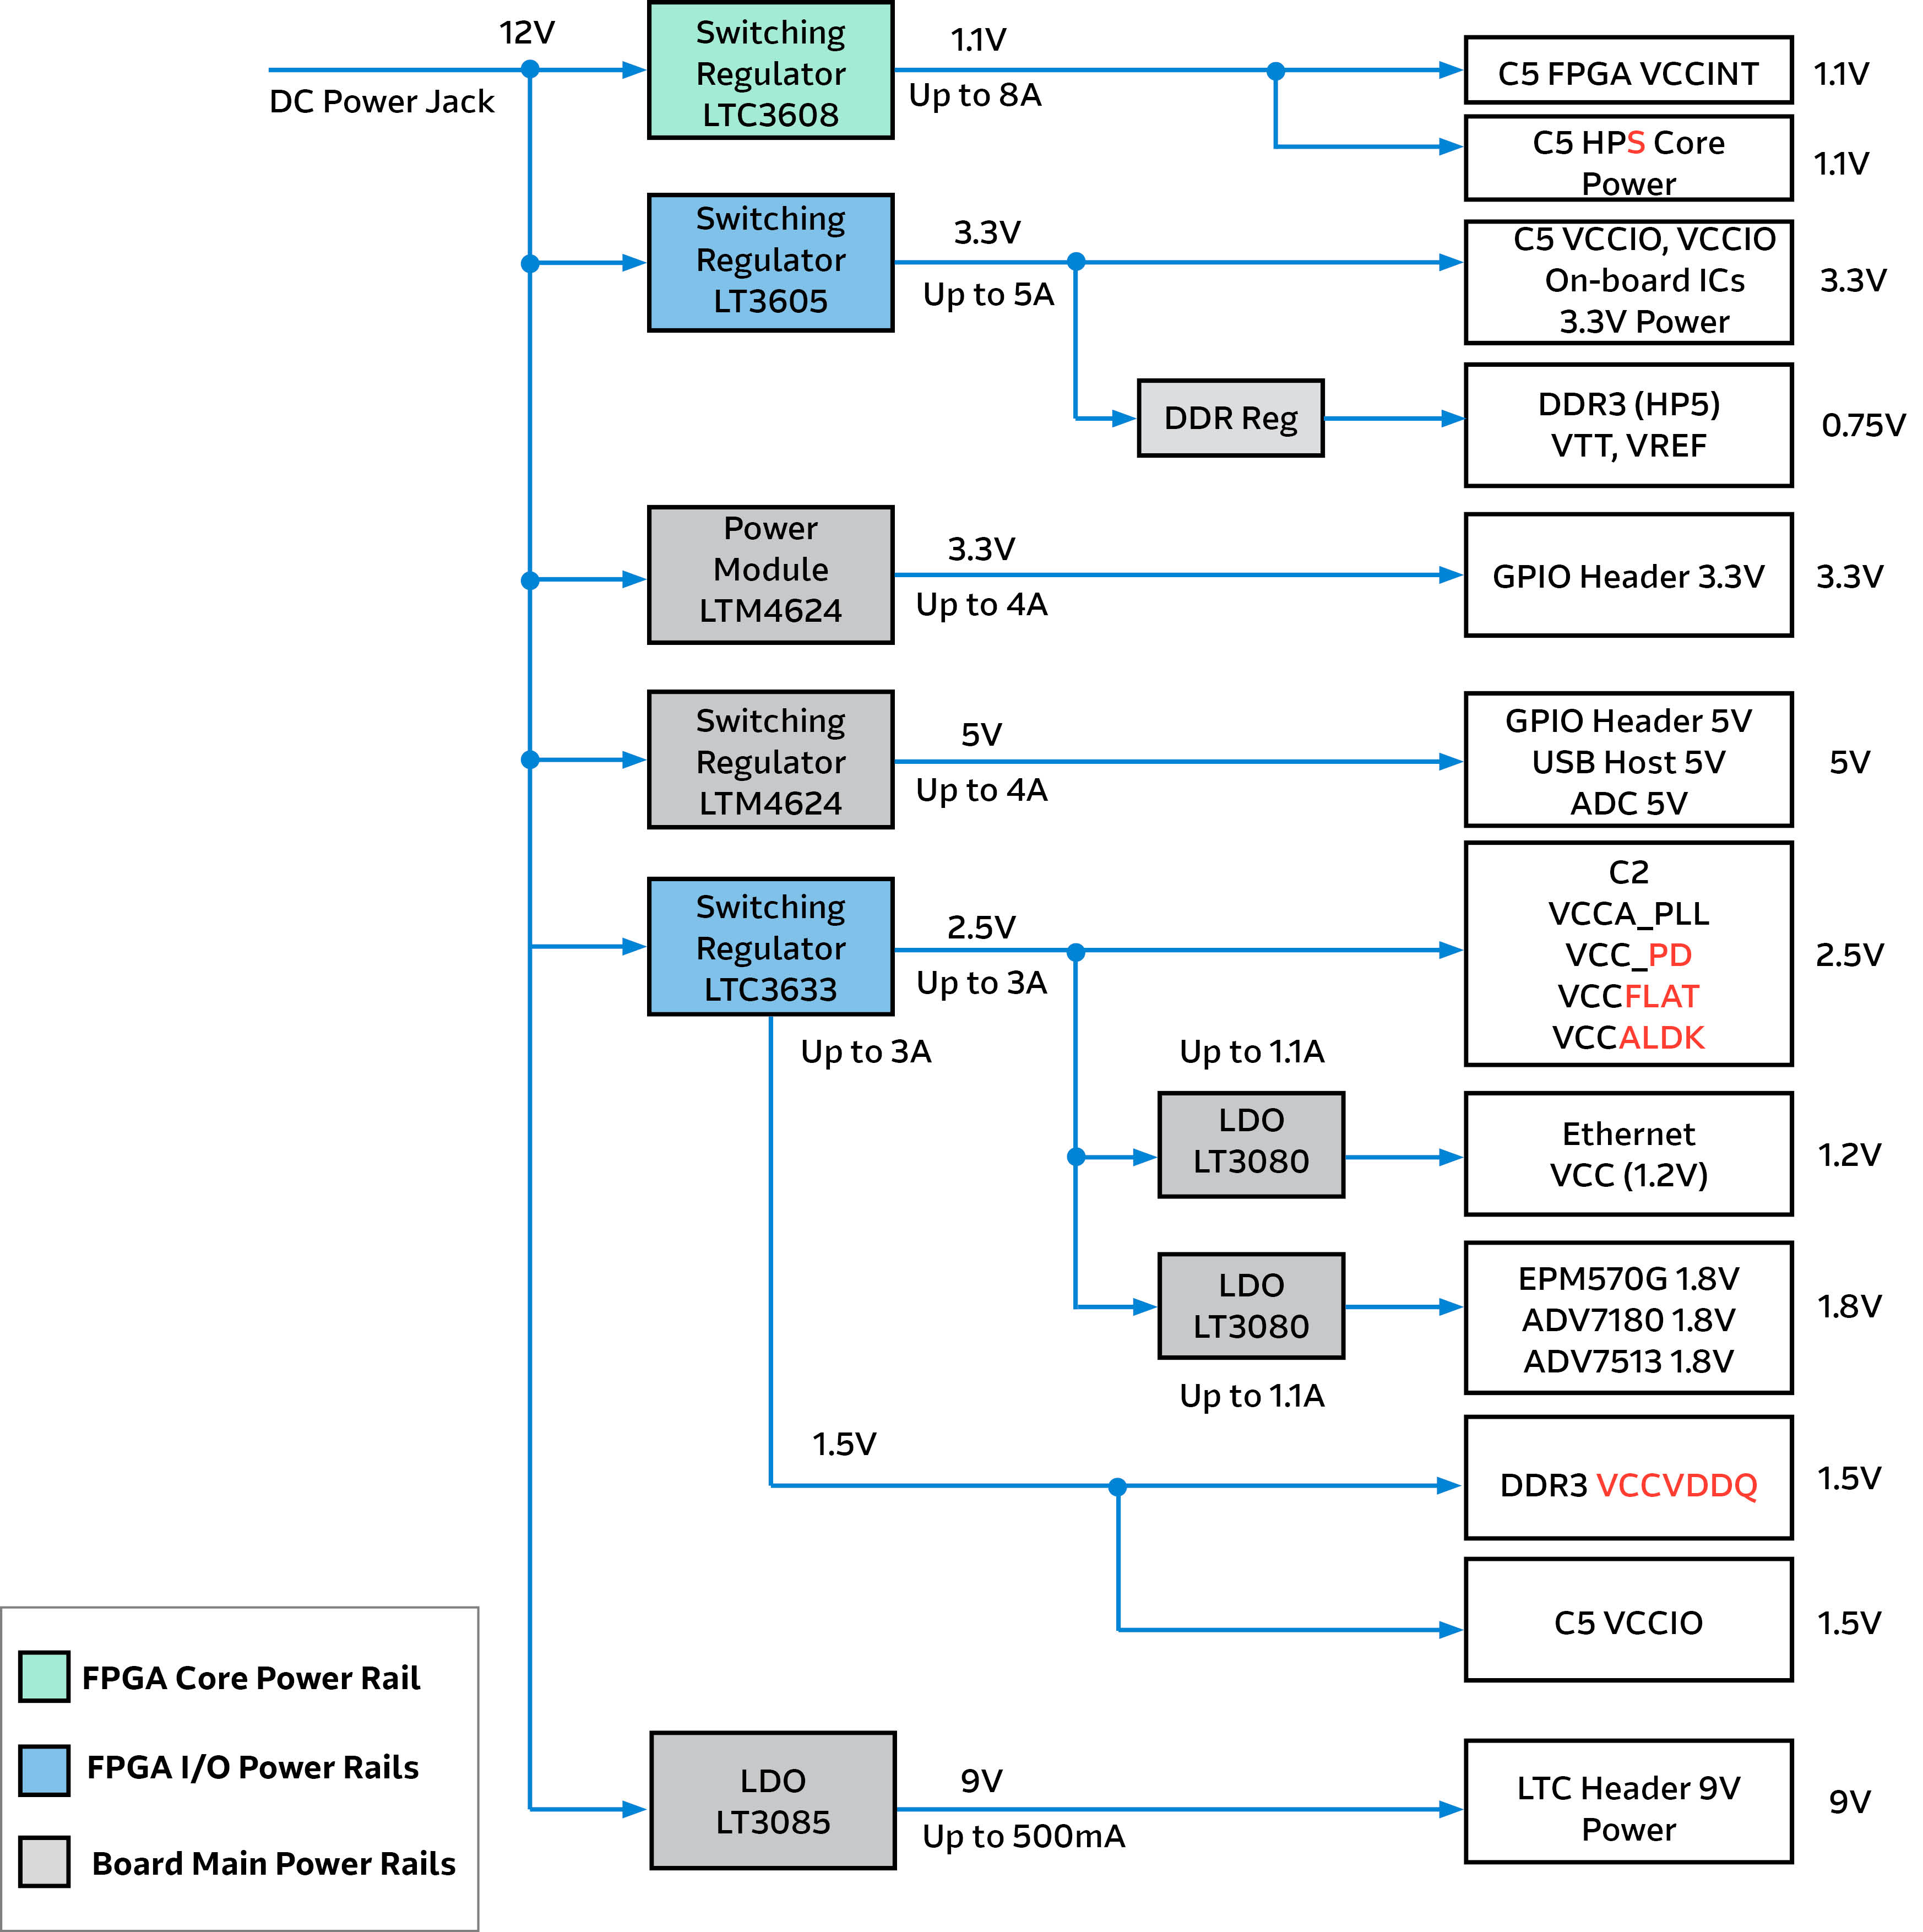 12V
DC Power Jack
Switching
Regulator
LTC3608
1.1V
Up to 8A
C5 FPGA VCCINT
1.1V
C5 HPS Core
Power
1.1V
Switching
Regulator
LT3605
3.3V
Up to 5A
C5 VCCIO, VCCIO
On-board ICs
3.3V Power
3.3V
DDR Reg
DDR3 (HP5)
VTT, VREF
0.75V
Power
Module
LTM4624
3.3V
Up to 4A
GPIO Header 3.3V
3.3V
Switching
Regulator
LTM4624
5V
Up to 4A
GPIO Header 5V
USB Host 5V
ADC 5V
5V
Switching
Regulator
LTC3633
2.5V
Up to 3A
C2
VCCA_PLL
VCC_PD
VCCFLAT
VCCALDK
2.5V
Up to 3A
Up to 1.1A
LDO
LT3080
Ethernet
VCC (1.2V)
1.2V
LDO
LT3080
Up to 1.1A
EPM570G 1.8V
ADV7180 1.8V
ADV7513 1.8V
1.8V
1.5V
DDR3 VCCVDDQ
1.5V
C5 VCCIO
1.5V
LDO
LT3085
9V
Up to 500mA
LTC Header 9V
Power
9V
FPGA Core Power Rail
FPGA I/O Power Rails
Board Main Power Rails